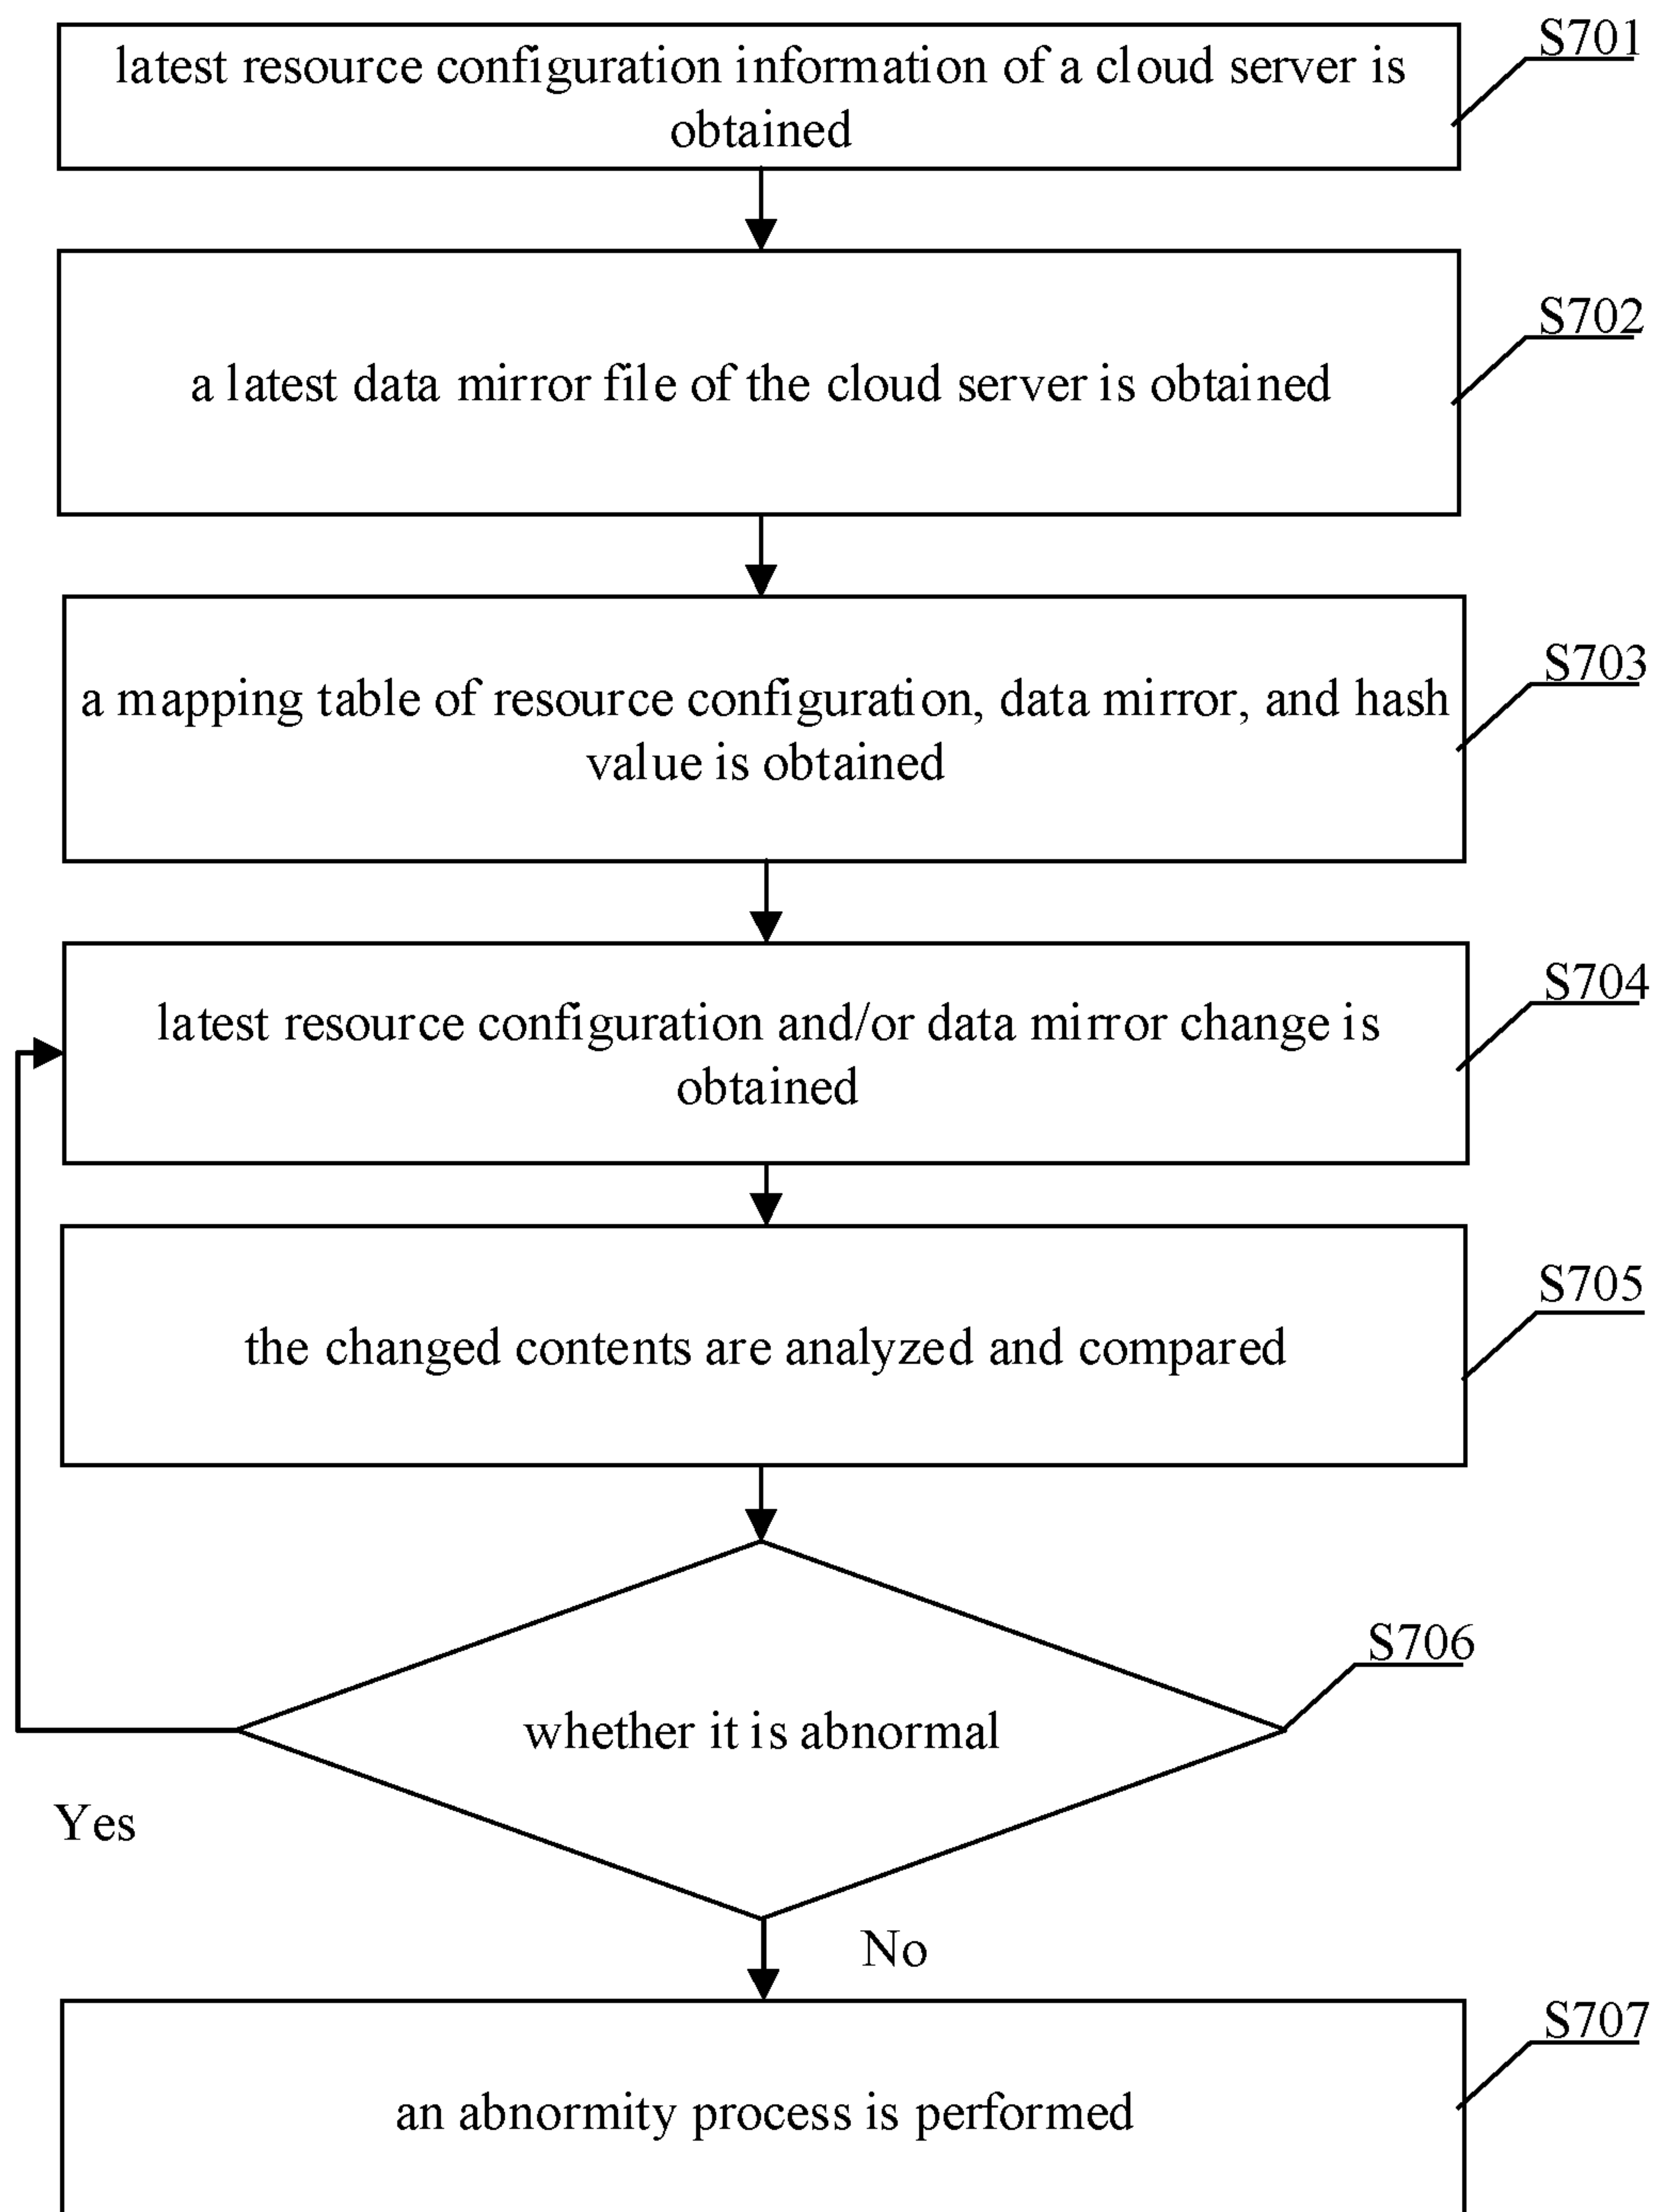 S701
latest resource configuration information of a cloud server is
obtained
S702
a latest data mirror file of the cloud server is obtained
S703
a mapping table of resource configuration, data mirror, and hash
value is obtained
S704
latest resource configuration and/or data mirror change is
obtained
S705
the changed contents are analyzed and compared
S706
whether it is abnormal
Yes
No
S707
an abnormity process is performed